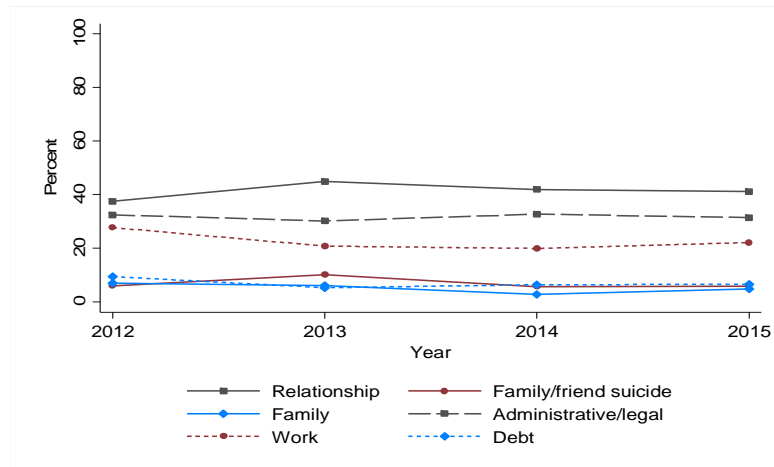 100
80
60
40
20
0
Percent
2012 2013 2014 2015
Year
Relationship Family/friend suicide
Family Administrative/legal
Work Debt